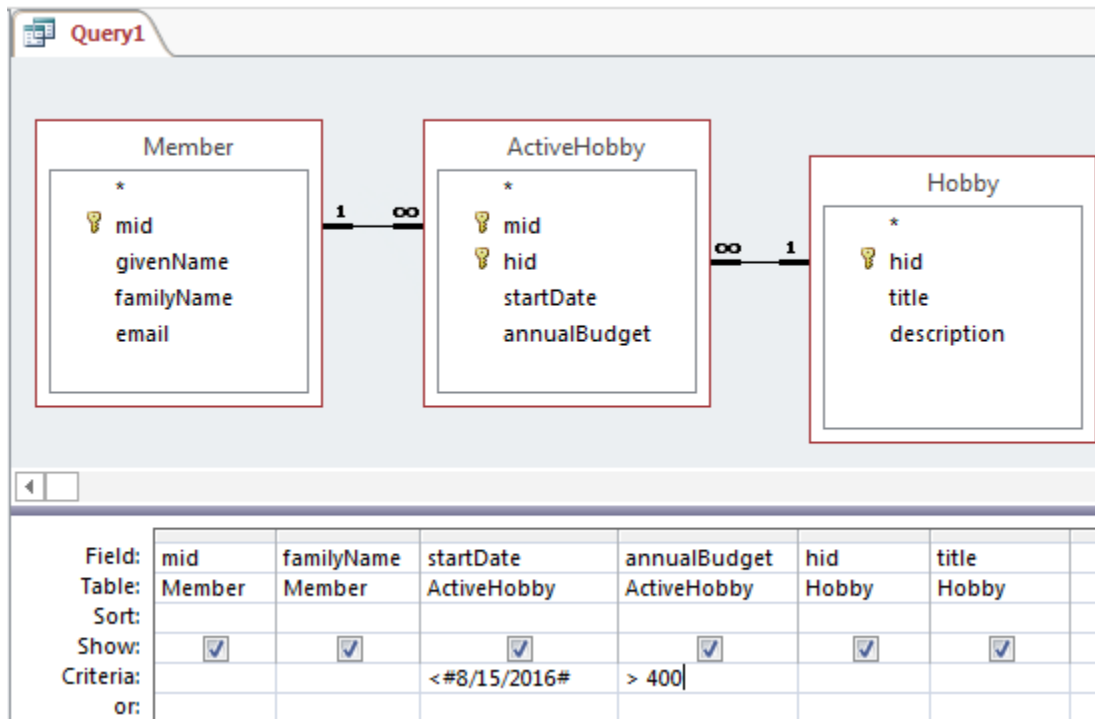 Query1
Member
*
mid
givenName
familyName
email
1 ∞
ActiveHobby
*
mid
hid
startDate
annualBudget
∞ 1
Hobby
*
hid
title
description
Field: mid familyName startDate annualBudget hid title
Table: Member Member ActiveHobby ActiveHobby Hobby Hobby
Sort:
Show:
Criteria: <#8/15/2016# > 400
or: